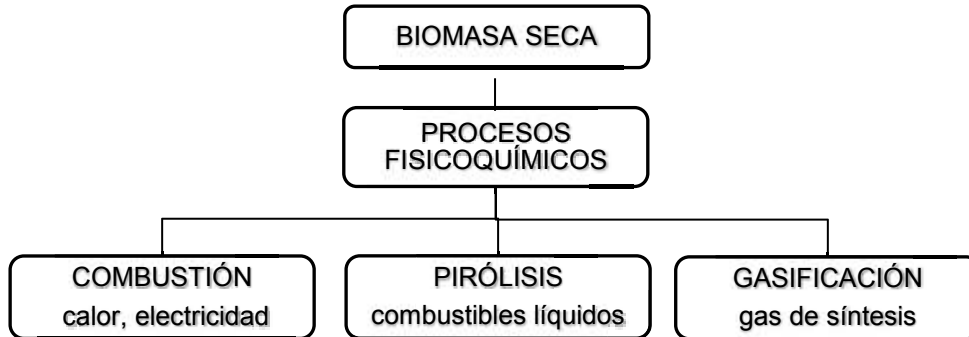 BIOMASA SECA
PROCESOS
FISICOQUÍMICOS
COMBUSTIÓN
calor, electricidad
PIRÓLISIS
combustibles líquidos
GASIFICACIÓN
gas de síntesis